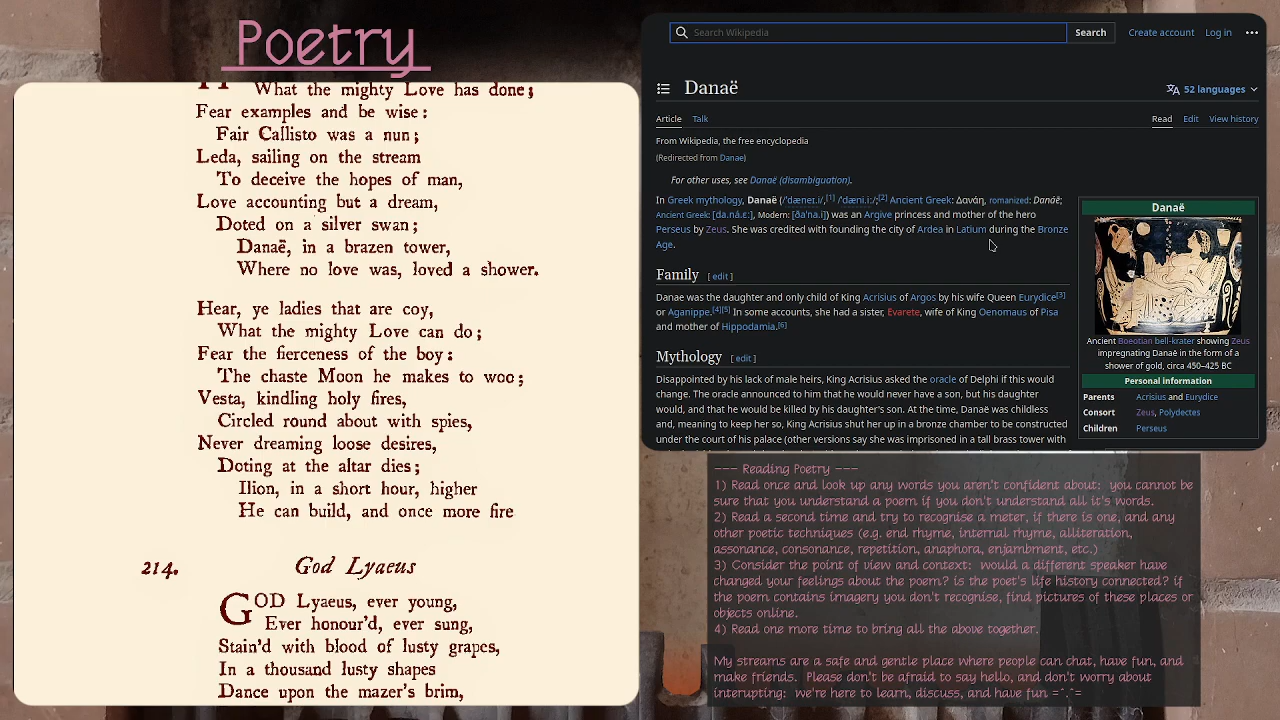 Poetry
What the mighty Love has done;
Fear examples and be wise:
Fair Callisto was a nun;
Leda, sailing on the stream
To deceive the hopes of man,
Love accounting but a dream,
Doted on a silver swan;
Danaë, in a brazen tower,
Where no love was, loved a shower.
Hear, ye ladies that are coy,
What the mighty Love can do;
Fear the fierceness of the boy:
The chaste Moon he makes to woo;
Vesta, kindling holy fires,
Circled round about with spies,
Never dreaming loose desires,
Doting at the altar dies;
Ilion, in a short hour, higher
He can build, and once more fire
214. God Lyaeus
GOD Lyaeus, ever young,
Ever honour'd, ever sung,
Stain'd with blood of lusty grapes,
In a thousand lusty shapes
Dance upon the mazer's brim,
Search Wikipedia Search Create account Log in
Danaë 52 languages
Article Talk Read Edit View history
From Wikipedia, the free encyclopedia
(Redirected from Danae)
For other uses, see Danaë (disambiguation).
In Greek mythology, Danaë (/ˈdæneɪ.iː/,[1] /ˈdæni.iː/;[2] Ancient Greek: Δανάη, romanized: Danáē;
Ancient Greek: [da.ná.ɛː], Modern: [ðaˈna.i]) was an Argive princess and mother of the hero
Perseus by Zeus. She was credited with founding the city of Ardea in Latium during the Bronze
Age.
Family [ edit ]
Danae was the daughter and only child of King Acrisius of Argos by his wife Queen Eurydice[3]
or Aganippe.[4][5] In some accounts, she had a sister, Evarete, wife of King Oenomaus of Pisa
and mother of Hippodamia.[6]
Mythology [ edit ]
Disappointed by his lack of male heirs, King Acrisius asked the oracle of Delphi if this would
change. The oracle announced to him that he would never have a son, but his daughter
would, and that he would be killed by his daughter's son. At the time, Danaë was childless
and, meaning to keep her so, King Acrisius shut her up in a bronze chamber to be constructed
under the court of his palace (other versions say she was imprisoned in a tall brass tower with
Danaë
Ancient Boeotian bell-krater showing Zeus
impregnating Danaë in the form of a
shower of gold, circa 450–425 BC
Personal information
Parents Acrisius and Eurydice
Consort Zeus, Polydectes
Children Perseus
--- Reading Poetry ---
1) Read once and look up any words you aren't confident about: you cannot be
sure that you understand a poem if you don't understand all it's words.
2) Read a second time and try to recognise a meter, if there is one, and any
other poetic techniques (e.g. end rhyme, internal rhyme, alliteration,
assonance, consonance, repetition, anaphora, enjambment, etc.)
3) Consider the point of view and context: would a different speaker have
changed your feelings about the poem? is the poet's life history connected? if
the poem contains imagery you don't recognise, find pictures of these places or
objects online.
4) Read one more time to bring all the above together.
My streams are a safe and gentle place where people can chat, have fun, and
make friends. Please don't be afraid to say hello, and don't worry about
interupting: we're here to learn, discuss, and have fun =^.^=